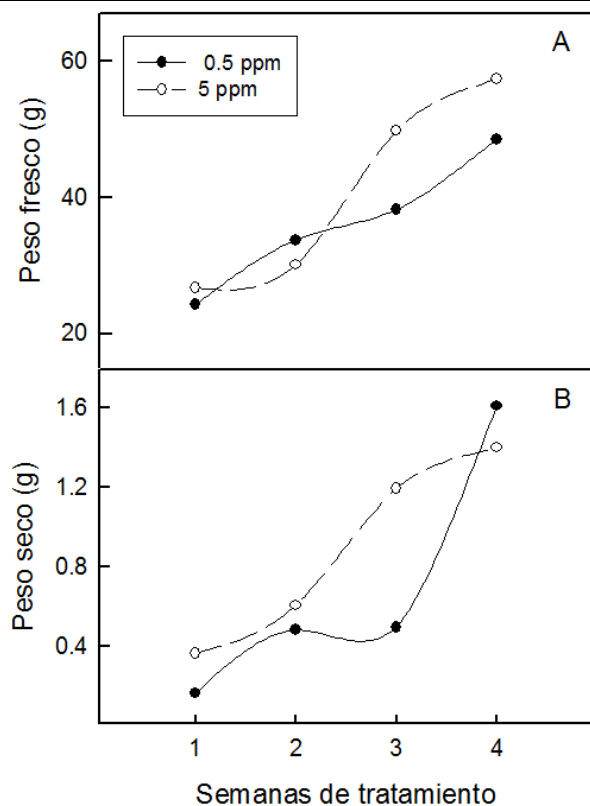 A
0.5 ppm
5 ppm
Peso fresco (g)
60
40
20
B
Peso seco (g)
1.6
1.2
0.8
0.4
1 2 3 4
Semanas de tratamiento